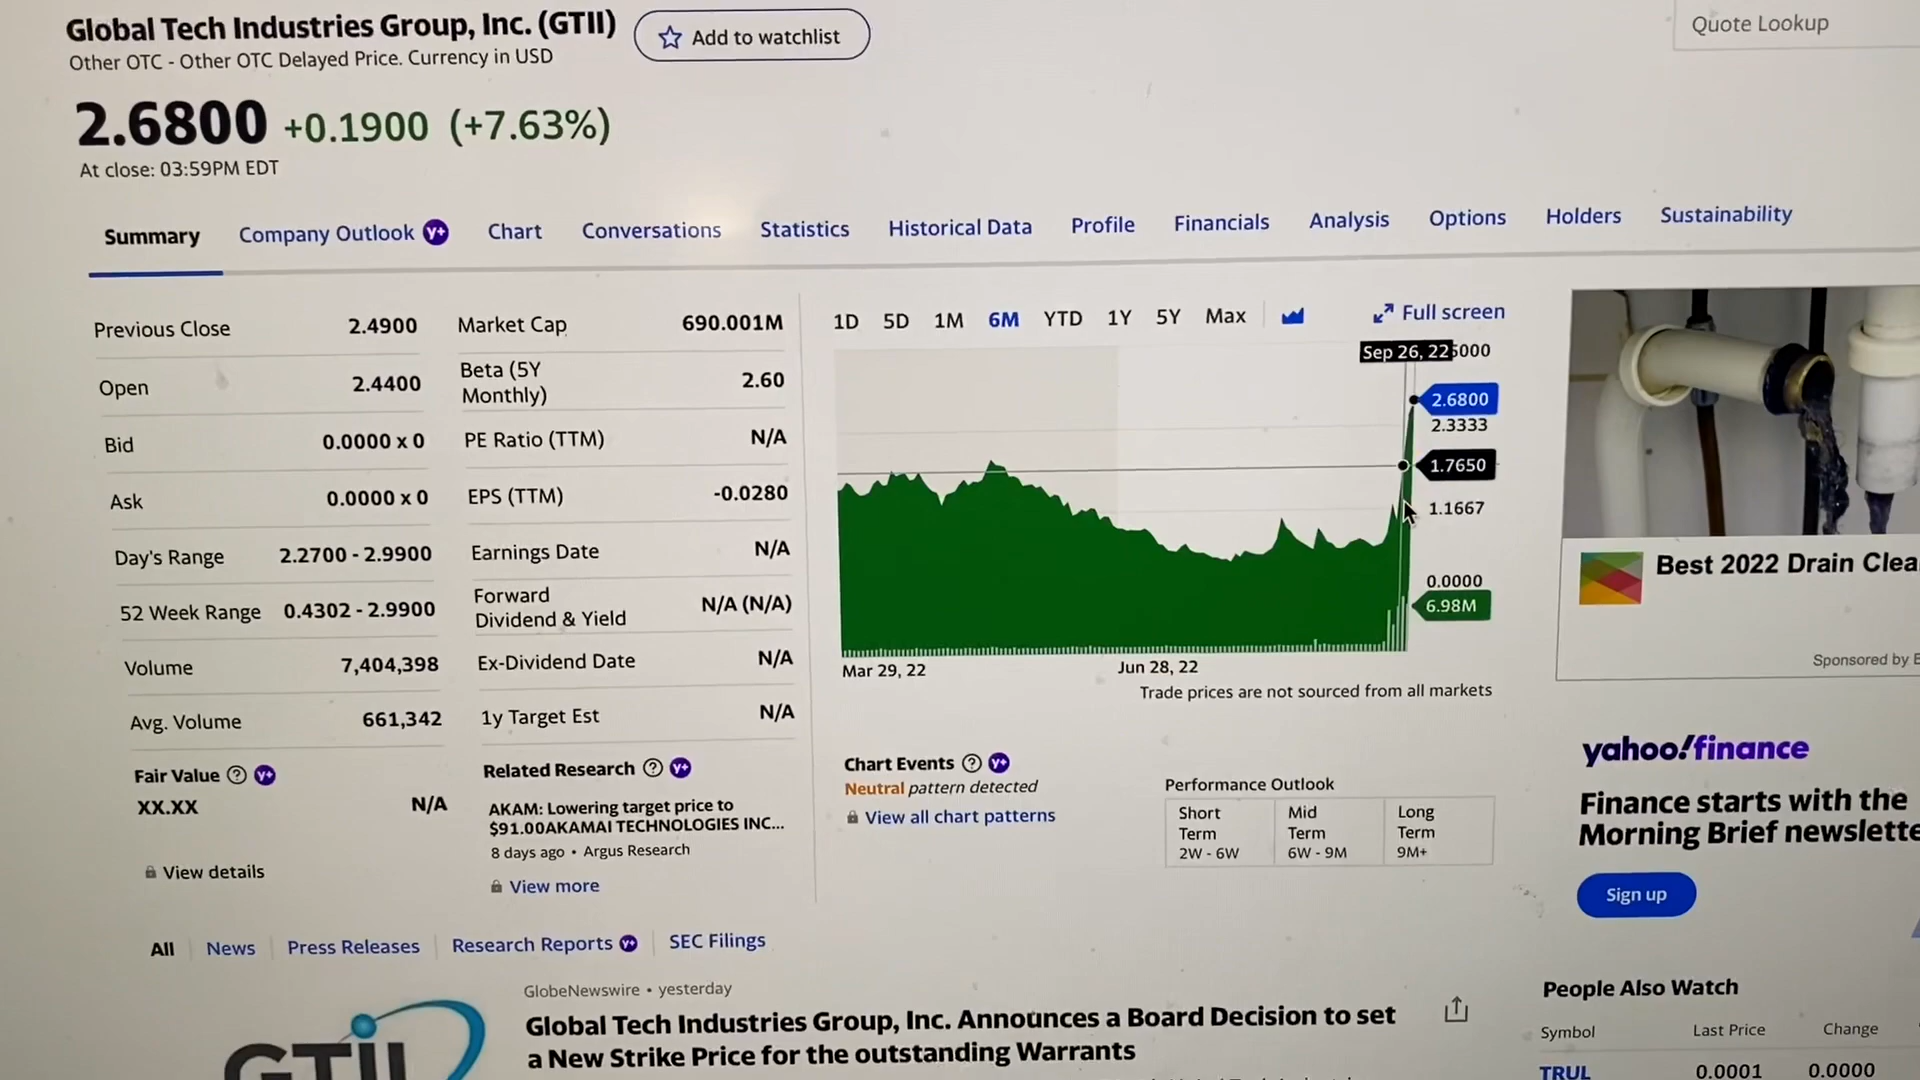 Global Tech Industries Group, Inc. (GTII)
Add to watchlist
Quote Lookup
Other OTC - Other OTC Delayed Price. Currency in USD
2.6800 +0.1900 (+7.63%)
At close: 03:59PM EDT
Summary
Company Outlook
Y+
Chart
Conversations
Statistics
Historical Data
Profile
Financials
Analysis
Options
Holders
Sustainability
Previous Close 2.4900
Open 2.4400
Bid 0.0000 x 0
Ask 0.0000 x 0
Day's Range 2.2700 - 2.9900
52 Week Range 0.4302 - 2.9900
Volume 7,404,398
Avg. Volume 661,342
Market Cap 690.001M
Beta (5Y
Monthly) 2.60
PE Ratio (TTM) N/A
EPS (TTM) -0.0280
Earnings Date N/A
Forward
Dividend & Yield N/A (N/A)
Ex-Dividend Date N/A
1y Target Est N/A
Fair Value ? Y+
XX.XX N/A
View details
Related Research ? Y+
AKAM: Lowering target price to
$91.00AKAMAI TECHNOLOGIES INC...
8 days ago • Argus Research
View more
1D 5D 1M 6M YTD 1Y 5Y Max
Full screen
Sep 26, 22
5000
2.6800
2.3333
1.7650
1.1667
0.0000
6.98M
Mar 29, 22
Jun 28, 22
Trade prices are not sourced from all markets
Chart Events ? Y+
Neutral pattern detected
View all chart patterns
Performance Outlook
Short
Term
2W - 6W
Mid
Term
6W - 9M
Long
Term
9M+
Best 2022 Drain Clea
Sponsored by
yahoo!finance
Finance starts with the
Morning Brief newslette
Sign up
All
News
Press Releases
Research Reports Y+
SEC Filings
GlobeNewswire • yesterday
Global Tech Industries Group, Inc. Announces a Board Decision to set
a New Strike Price for the outstanding Warrants
GTII
People Also Watch
Symbol Last Price Change
TRUL 0.0001 0.0000